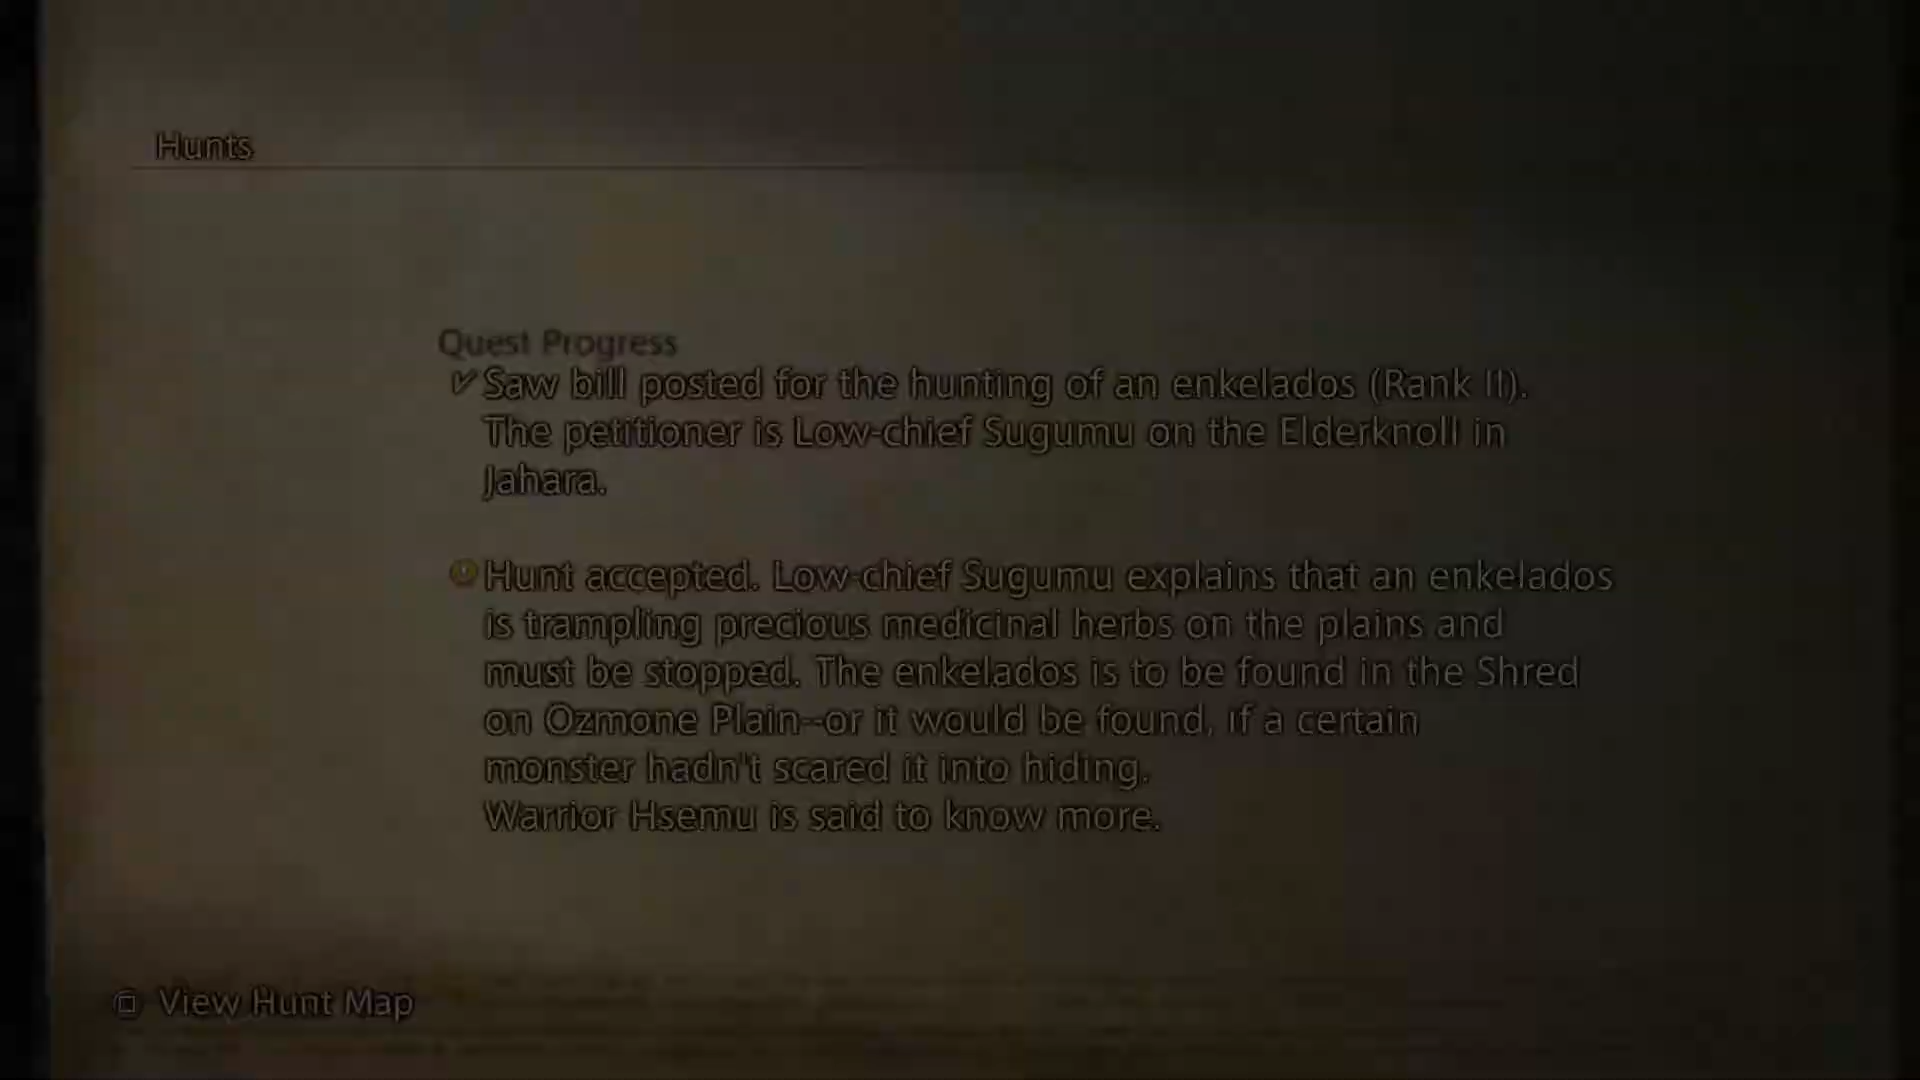 Hunts
Quest Progress
Saw bill posted for the hunting of an enkelados (Rank II).
The petitioner is Low-chief Sugumu on the Elderknoll in
Jahara.
Hunt accepted. Low-chief Sugumu explains that an enkelados
is trampling precious medicinal herbs on the plains and
must be stopped. The enkelados is to be found in the Shred
on Ozmone Plain--or it would be found, if a certain
monster hadn't scared it into hiding.
Warrior Hsemu is said to know more.
View Hunt Map